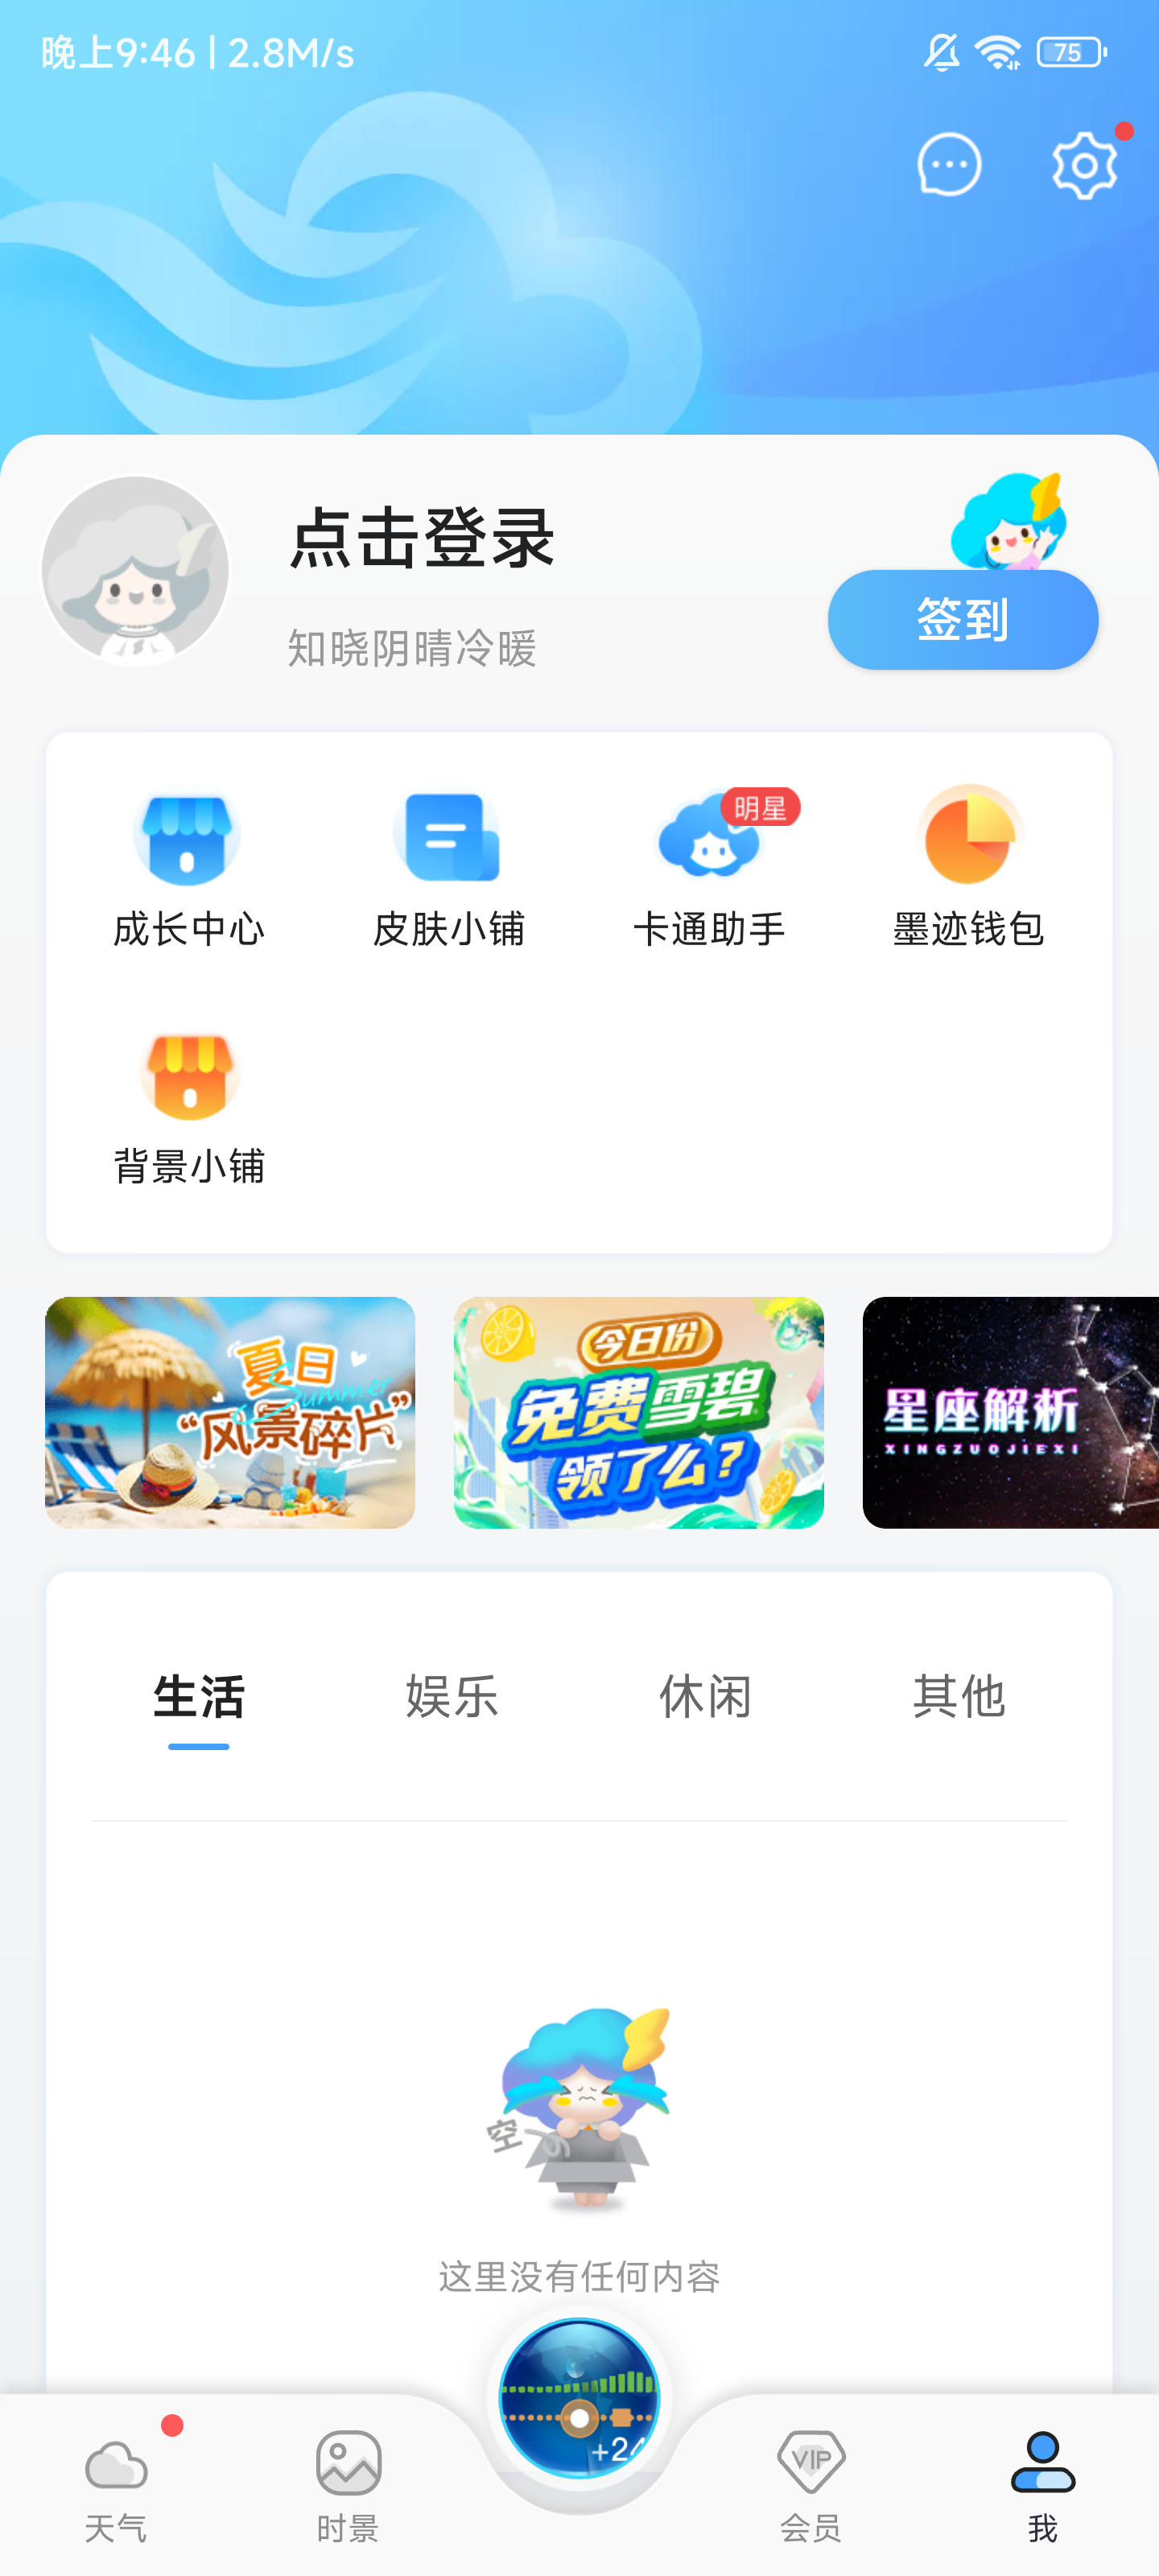 晚上9:46 | 2.8M/s
75
点击登录
知晓阴晴冷暖
签到
成长中心
皮肤小铺
明星
卡通助手
墨迹钱包
背景小铺
夏日
Summer
“风景碎片”
今日份
免费雪碧
领了么?
星座解析
XINGZUOJIEXI
生活
娱乐
休闲
其他
空
这里没有任何内容
+24
天气
时景
VIP
会员
我